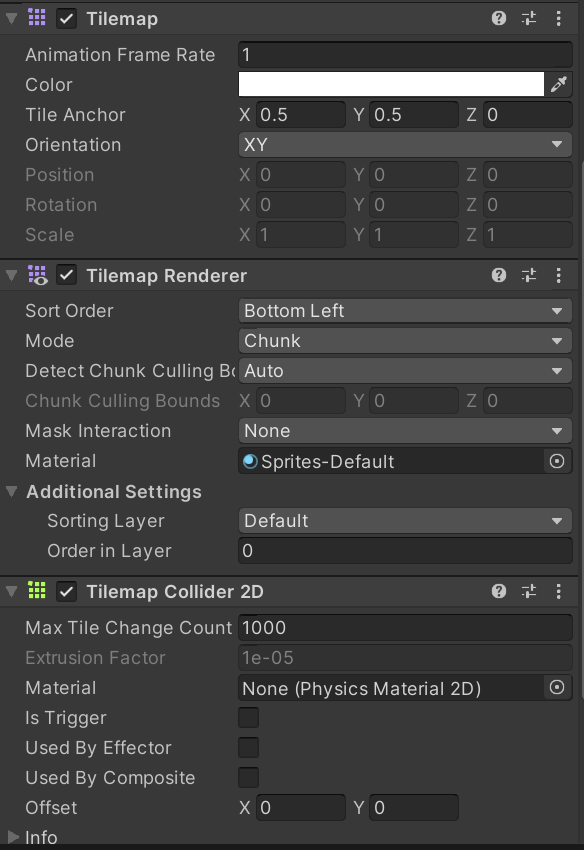 Tilemap
Animation Frame Rate 1
Color
Tile Anchor X 0.5 Y 0.5 Z 0
Orientation XY
Position X 0 Y 0 Z 0
Rotation X 0 Y 0 Z 0
Scale X 1 Y 1 Z 1
Tilemap Renderer
Sort Order Bottom Left
Mode Chunk
Detect Chunk Culling Bo Auto
Chunk Culling Bounds X 0 Y 0 Z 0
Mask Interaction None
Material Sprites-Default
Additional Settings
Sorting Layer Default
Order in Layer 0
Tilemap Collider 2D
Max Tile Change Count 1000
Extrusion Factor 1e-05
Material None (Physics Material 2D)
Is Trigger
Used By Effector
Used By Composite
Offset X 0 Y 0
Info